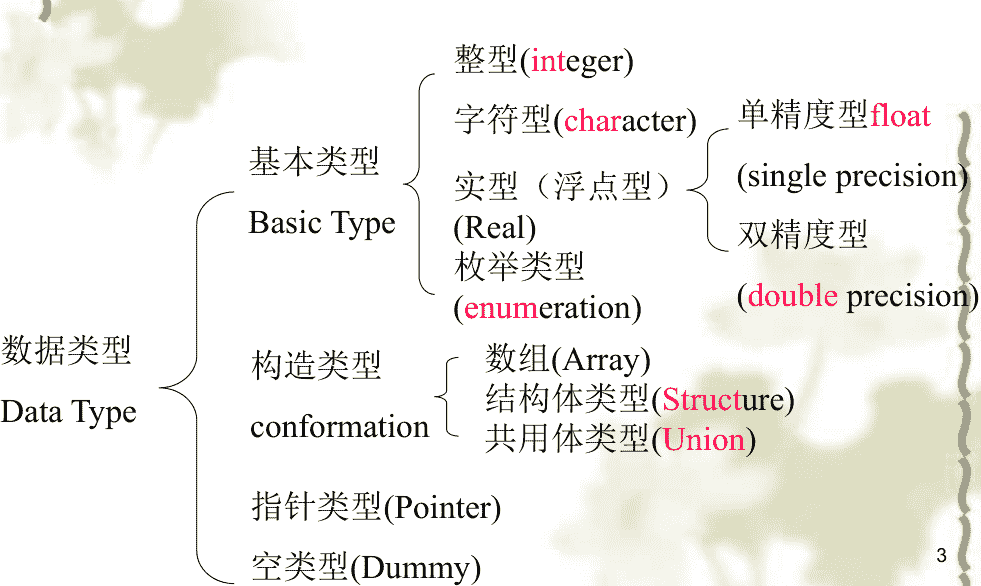 数据类型
Data Type
基本类型
Basic Type
整型(integer)
字符型(character)
实型（浮点型）
(Real)
单精度型float
(single precision)
双精度型
(double precision)
枚举类型
(enumeration)
构造类型
conformation
数组(Array)
结构体类型(Structure)
共用体类型(Union)
指针类型(Pointer)
空类型(Dummy)
3